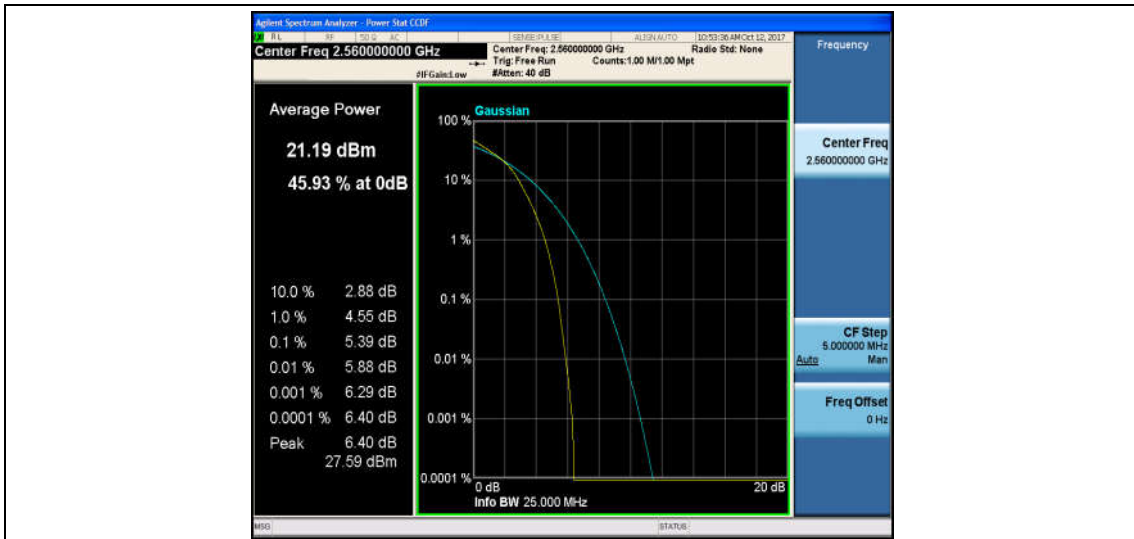 Agilent Spectrum Analyzer - Power Stat CCDF
RL RF 50 Ω AC SENSE:PULSE ALIGN AUTO 10:53:36 AM Oct 12, 2017
Center Freq 2.560000000 GHz
Center Freq: 2.560000000 GHz Radio Std: None
Trig: Free Run Counts:1.00 M/1.00 Mpt
#IFGain:Low #Atten: 40 dB
Frequency
Average Power
21.19 dBm
45.93 % at 0dB
10.0 % 2.88 dB
1.0 % 4.55 dB
0.1 % 5.39 dB
0.01 % 5.88 dB
0.001 % 6.29 dB
0.0001 % 6.40 dB
Peak 6.40 dB
27.59 dBm
Gaussian
100 %
10 %
1 %
0.1 %
0.01 %
0.001 %
0.0001 %
0 dB 20 dB
Info BW 25.000 MHz
Center Freq
2.560000000 GHz
CF Step
5.000000 MHz
Auto Man
Freq Offset
0 Hz
MSG STATUS